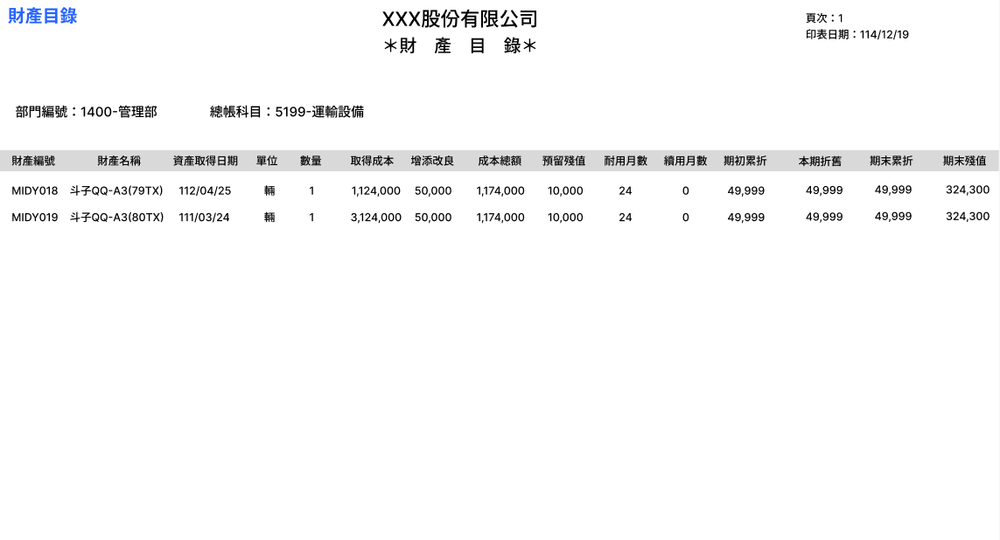 財產目錄
XXX股份有限公司
＊財　產　目　錄＊
頁次：1
印表日期：114/12/19
部門編號：1400-管理部　總帳科目：5199-運輸設備
財產編號 財產名稱 資產取得日期 單位 數量 取得成本 增添改良 成本總額 預留殘值 耐用月數 續用月數 期初累折 本期折舊 期末累折 期末殘值
MIDY018 斗子QQ-A3(79TX) 112/04/25 輛 1 1,124,000 50,000 1,174,000 10,000 24 0 49,999 49,999 49,999 324,300
MIDY019 斗子QQ-A3(80TX) 111/03/24 輛 1 3,124,000 50,000 1,174,000 10,000 24 0 49,999 49,999 49,999 324,300